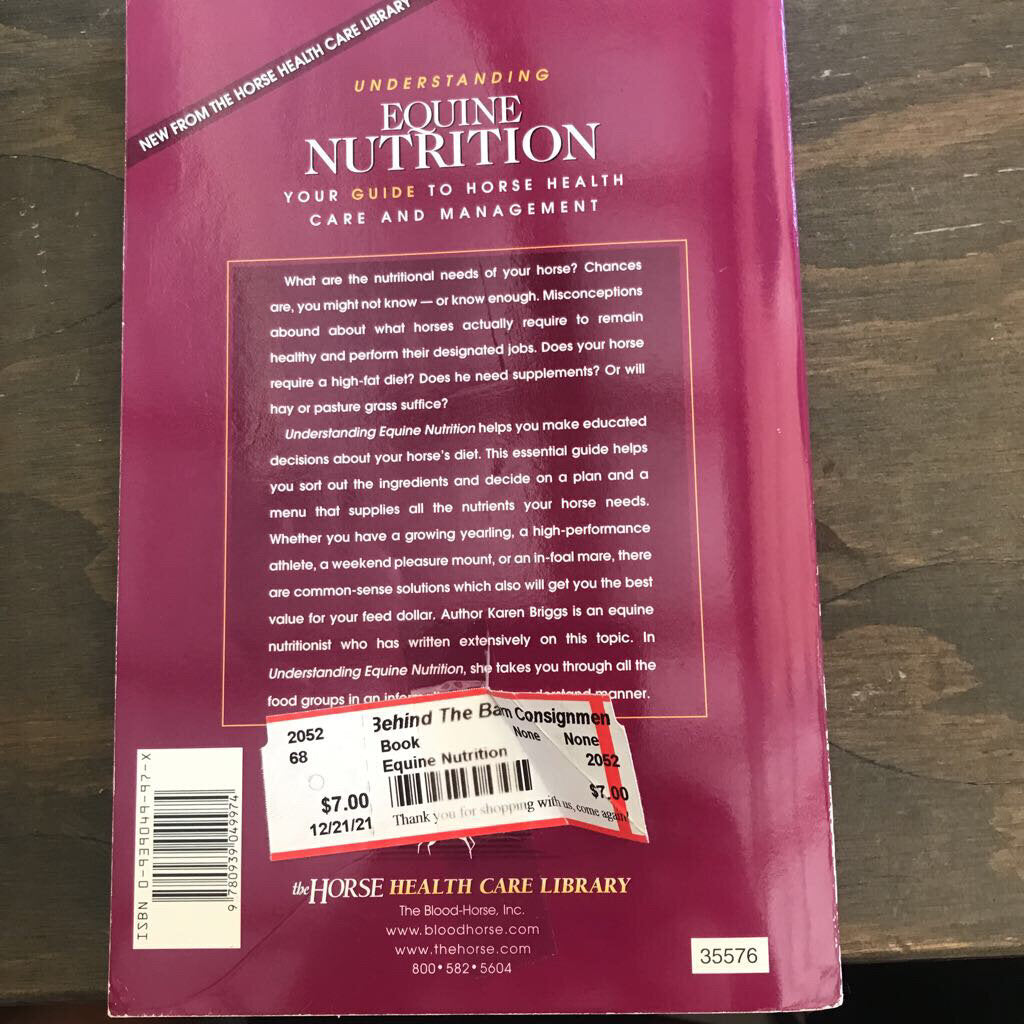 NEW FROM THE HORSE HEALTH CARE LIBRARY
UNDERSTANDING
EQUINE
NUTRITION
YOUR GUIDE TO HORSE HEALTH
CARE AND MANAGEMENT
What are the nutritional needs of your horse? Chances
are, you might not know — or know enough. Misconceptions
abound about what horses actually require to remain
healthy and perform their designated jobs. Does your horse
require a high-fat diet? Does he need supplements? Or will
hay or pasture grass suffice?
Understanding Equine Nutrition helps you make educated
decisions about your horse's diet. This essential guide helps
you sort out the ingredients and decide on a plan and a
menu that supplies all the nutrients your horse needs.
Whether you have a growing yearling, a high-performance
athlete, a weekend pleasure mount, or an in-foal mare, there
are common-sense solutions which also will get you the best
value for your feed dollar. Author Karen Briggs is an equine
nutritionist who has written extensively on this topic. In
Understanding Equine Nutrition, she takes you through all the
food groups in an manner.
2052
68
$7.00
12/21/21
Behind The Barn Consignmen
Book None None
Equine Nutrition 2052
$7.00
Thank you for shopping with us, come again!
ISBN 0-939049-97-X
9 780939 049974
the HORSE HEALTH CARE LIBRARY
The Blood-Horse, Inc.
www.bloodhorse.com
www.thehorse.com
800•582•5604
35576